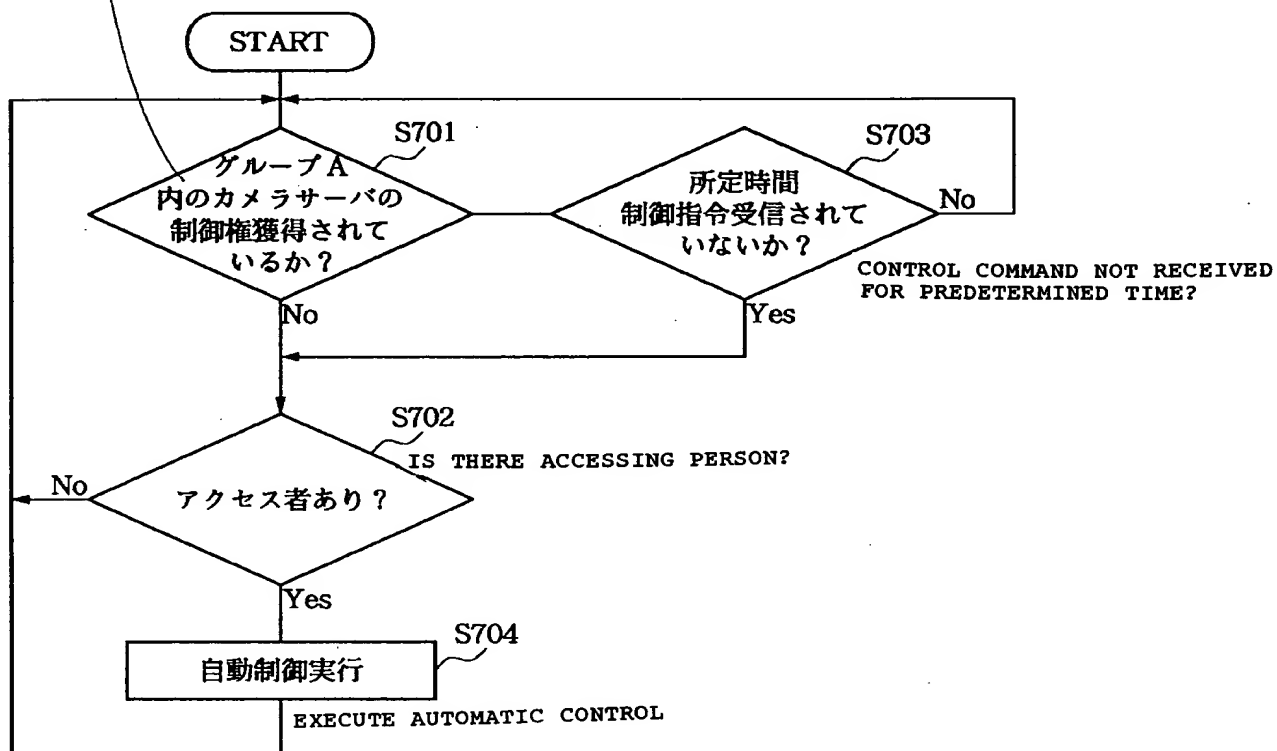 START
S701
グループA
内のカメラサーバの
制御権獲得されて
いるか？
No
S703
所定時間
制御指令受信されて
いないか？
No
CONTROL COMMAND NOT RECEIVED
FOR PREDETERMINED TIME?
Yes
S702
IS THERE ACCESSING PERSON?
No
アクセス者あり？
Yes
S704
自動制御実行
EXECUTE AUTOMATIC CONTROL